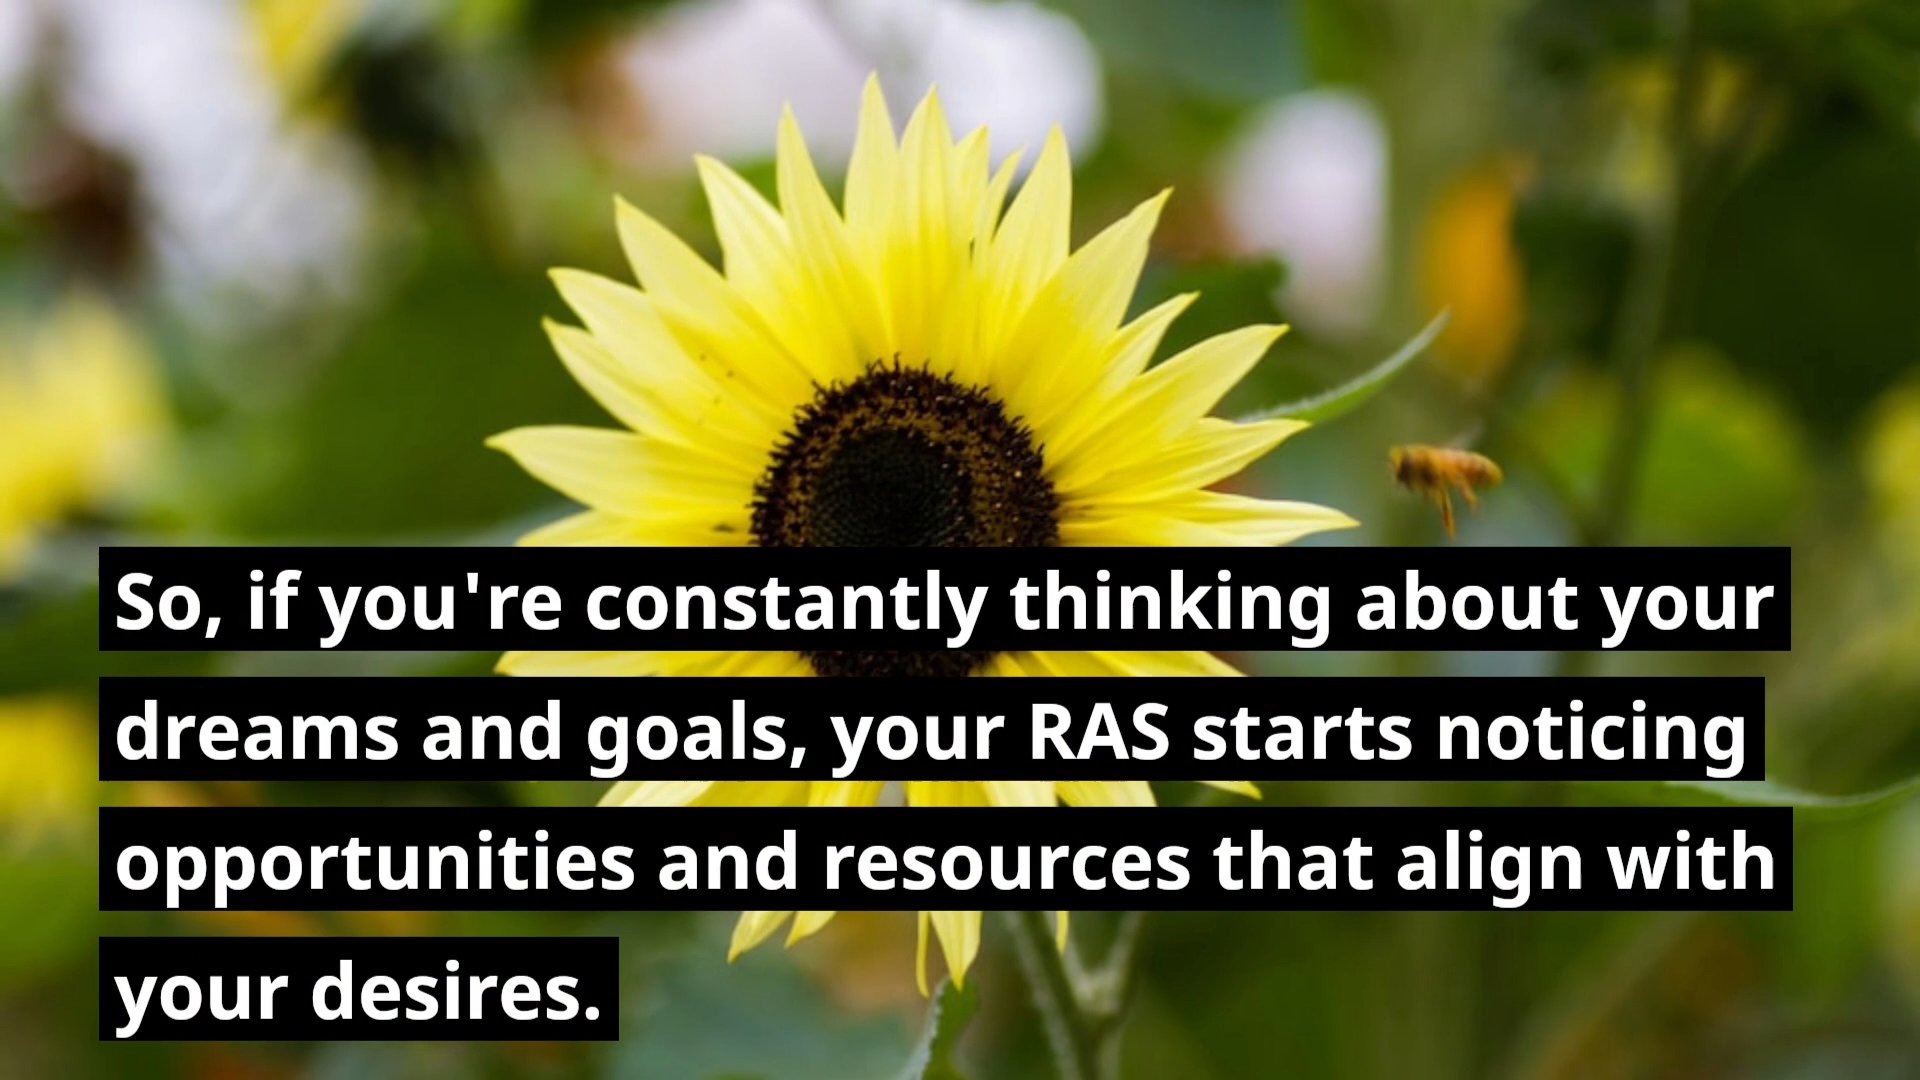 So, if you're constantly thinking about your
dreams and goals, your RAS starts noticing
opportunities and resources that align with
your desires.